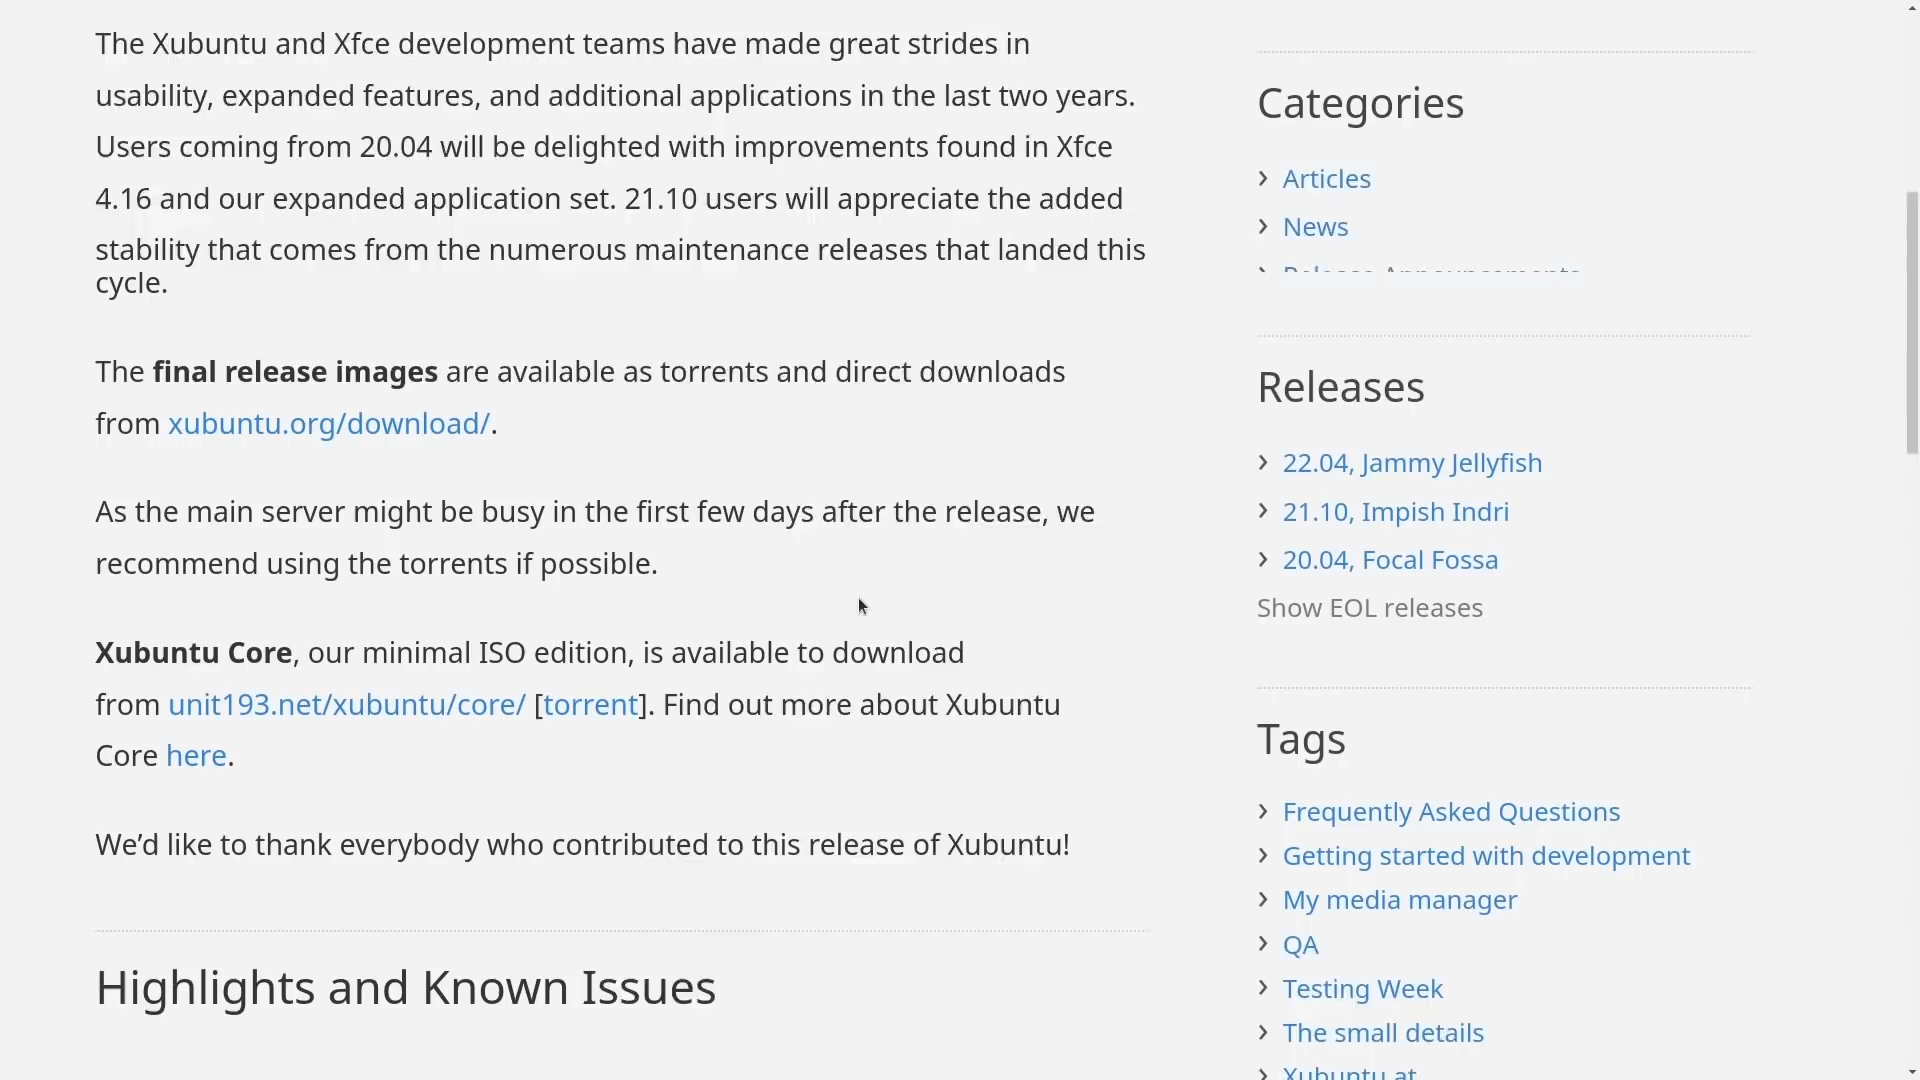 The Xubuntu and Xfce development teams have made great strides in
usability, expanded features, and additional applications in the last two years.
Users coming from 20.04 will be delighted with improvements found in Xfce
4.16 and our expanded application set. 21.10 users will appreciate the added
stability that comes from the numerous maintenance releases that landed this
cycle.
The final release images are available as torrents and direct downloads
from xubuntu.org/download/.
As the main server might be busy in the first few days after the release, we
recommend using the torrents if possible.
Xubuntu Core, our minimal ISO edition, is available to download
from unit193.net/xubuntu/core/ [torrent]. Find out more about Xubuntu
Core here.
We’d like to thank everybody who contributed to this release of Xubuntu!
Highlights and Known Issues
Categories
Articles
News
Release Announcements
Releases
22.04, Jammy Jellyfish
21.10, Impish Indri
20.04, Focal Fossa
Show EOL releases
Tags
Frequently Asked Questions
Getting started with development
My media manager
QA
Testing Week
The small details
Xubuntu at